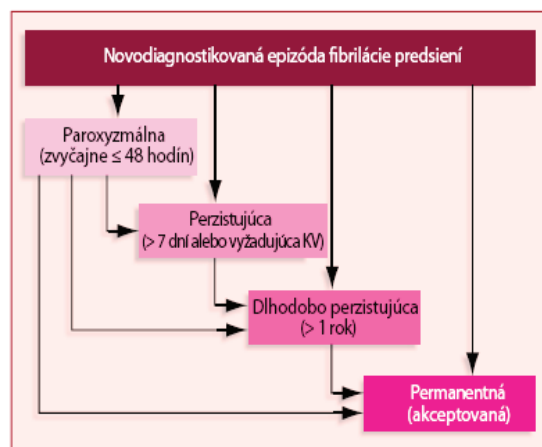 Novodiagnostikovaná epizóda fibrilácie predsiení
Paroxyzmálna
(zvyčajne ≤ 48 hodín)
Perzistujúca
(> 7 dní alebo vyžadujúca KV)
Dlhodobo perzistujúca
(> 1 rok)
Permanentná
(akceptovaná)